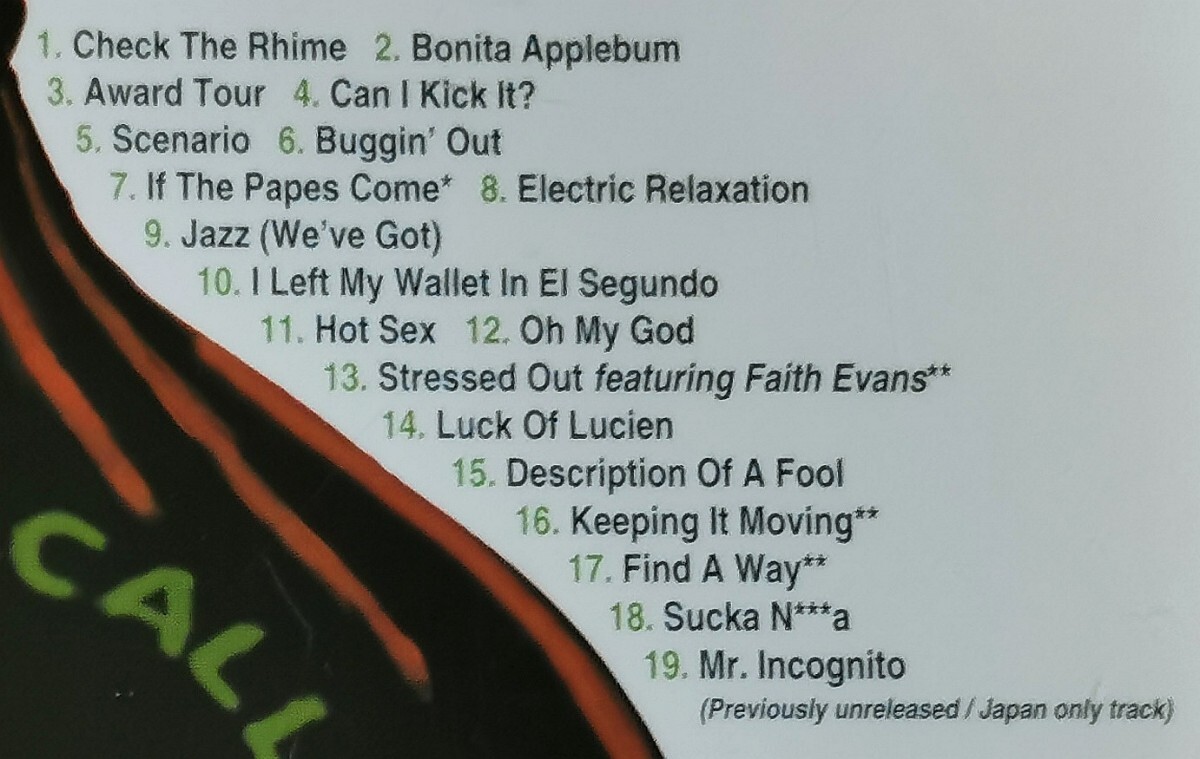 1. Check The Rhime 2. Bonita Applebum
3. Award Tour 4. Can I Kick It?
5. Scenario 6. Buggin' Out
7. If The Papes Come* 8. Electric Relaxation
9. Jazz (We've Got)
10. I Left My Wallet In El Segundo
11. Hot Sex 12. Oh My God
13. Stressed Out featuring Faith Evans**
14. Luck Of Lucien
15. Description Of A Fool
16. Keeping It Moving**
17. Find A Way**
18. Sucka N***a
19. Mr. Incognito
(Previously unreleased / Japan only track)
CALL